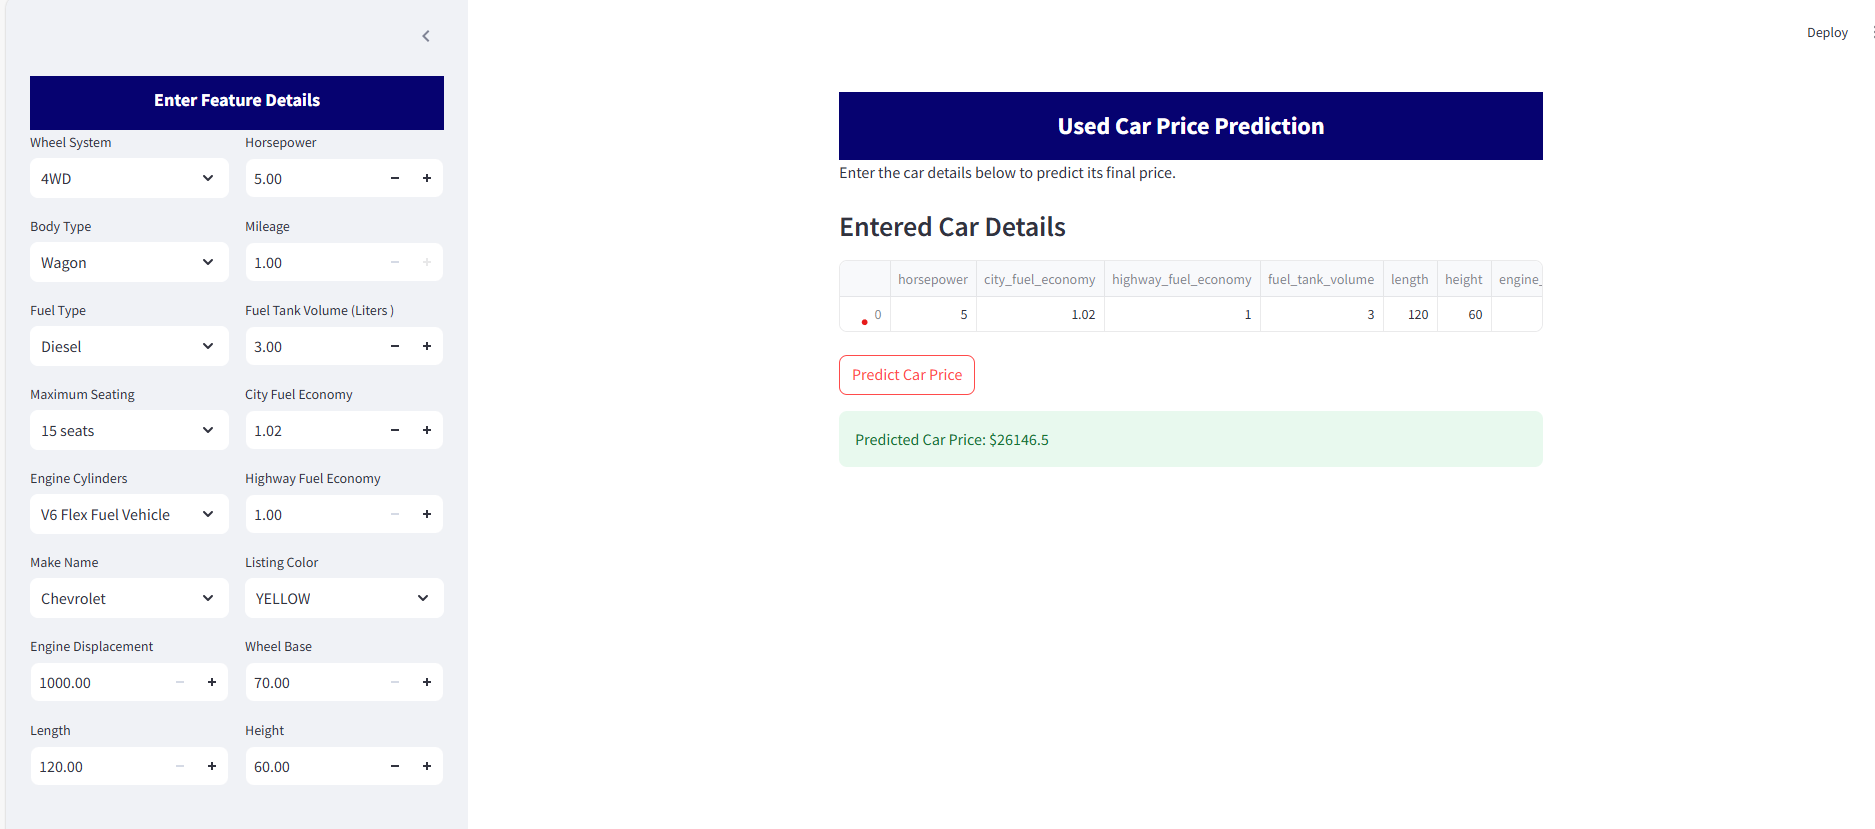 Deploy
Enter Feature Details
Wheel System Horsepower
4WD 5.00
Body Type Mileage
Wagon 1.00
Fuel Type Fuel Tank Volume (Liters )
Diesel 3.00
Maximum Seating City Fuel Economy
15 seats 1.02
Engine Cylinders Highway Fuel Economy
V6 Flex Fuel Vehicle 1.00
Make Name Listing Color
Chevrolet YELLOW
Engine Displacement Wheel Base
1000.00 70.00
Length Height
120.00 60.00
Used Car Price Prediction
Enter the car details below to predict its final price.
Entered Car Details
horsepower city_fuel_economy highway_fuel_economy fuel_tank_volume length height engine_
0 5 1.02 1 3 120 60
Predict Car Price
Predicted Car Price: $26146.5